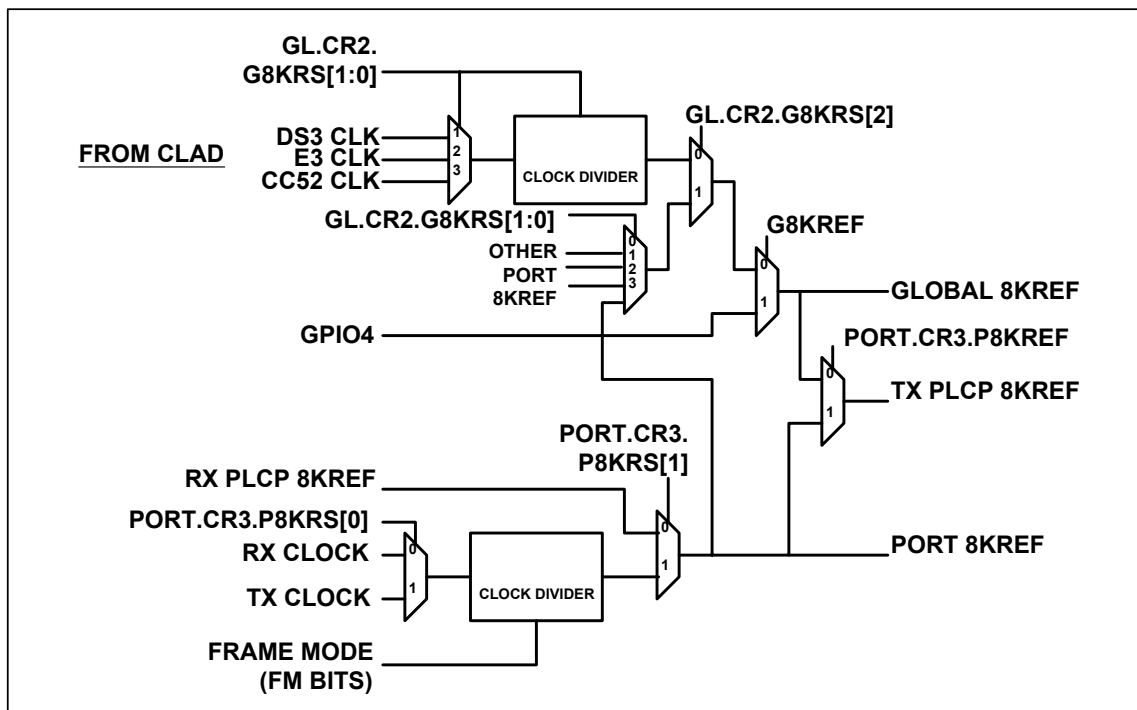 GL.CR2.
G8KRS[1:0]
FROM CLAD
DS3 CLK
E3 CLK
CC52 CLK
1
2
3
CLOCK DIVIDER
GL.CR2.G8KRS[2]
0
1
GL.CR2.G8KRS[1:0]
OTHER
PORT
8KREF
0
1
2
3
G8KREF
0
1
GLOBAL 8KREF
GPIO4
PORT.CR3.P8KREF
0
1
TX PLCP 8KREF
PORT.CR3.
P8KRS[1]
RX PLCP 8KREF
0
1
PORT 8KREF
PORT.CR3.P8KRS[0]
RX CLOCK
TX CLOCK
0
1
CLOCK DIVIDER
FRAME MODE
(FM BITS)